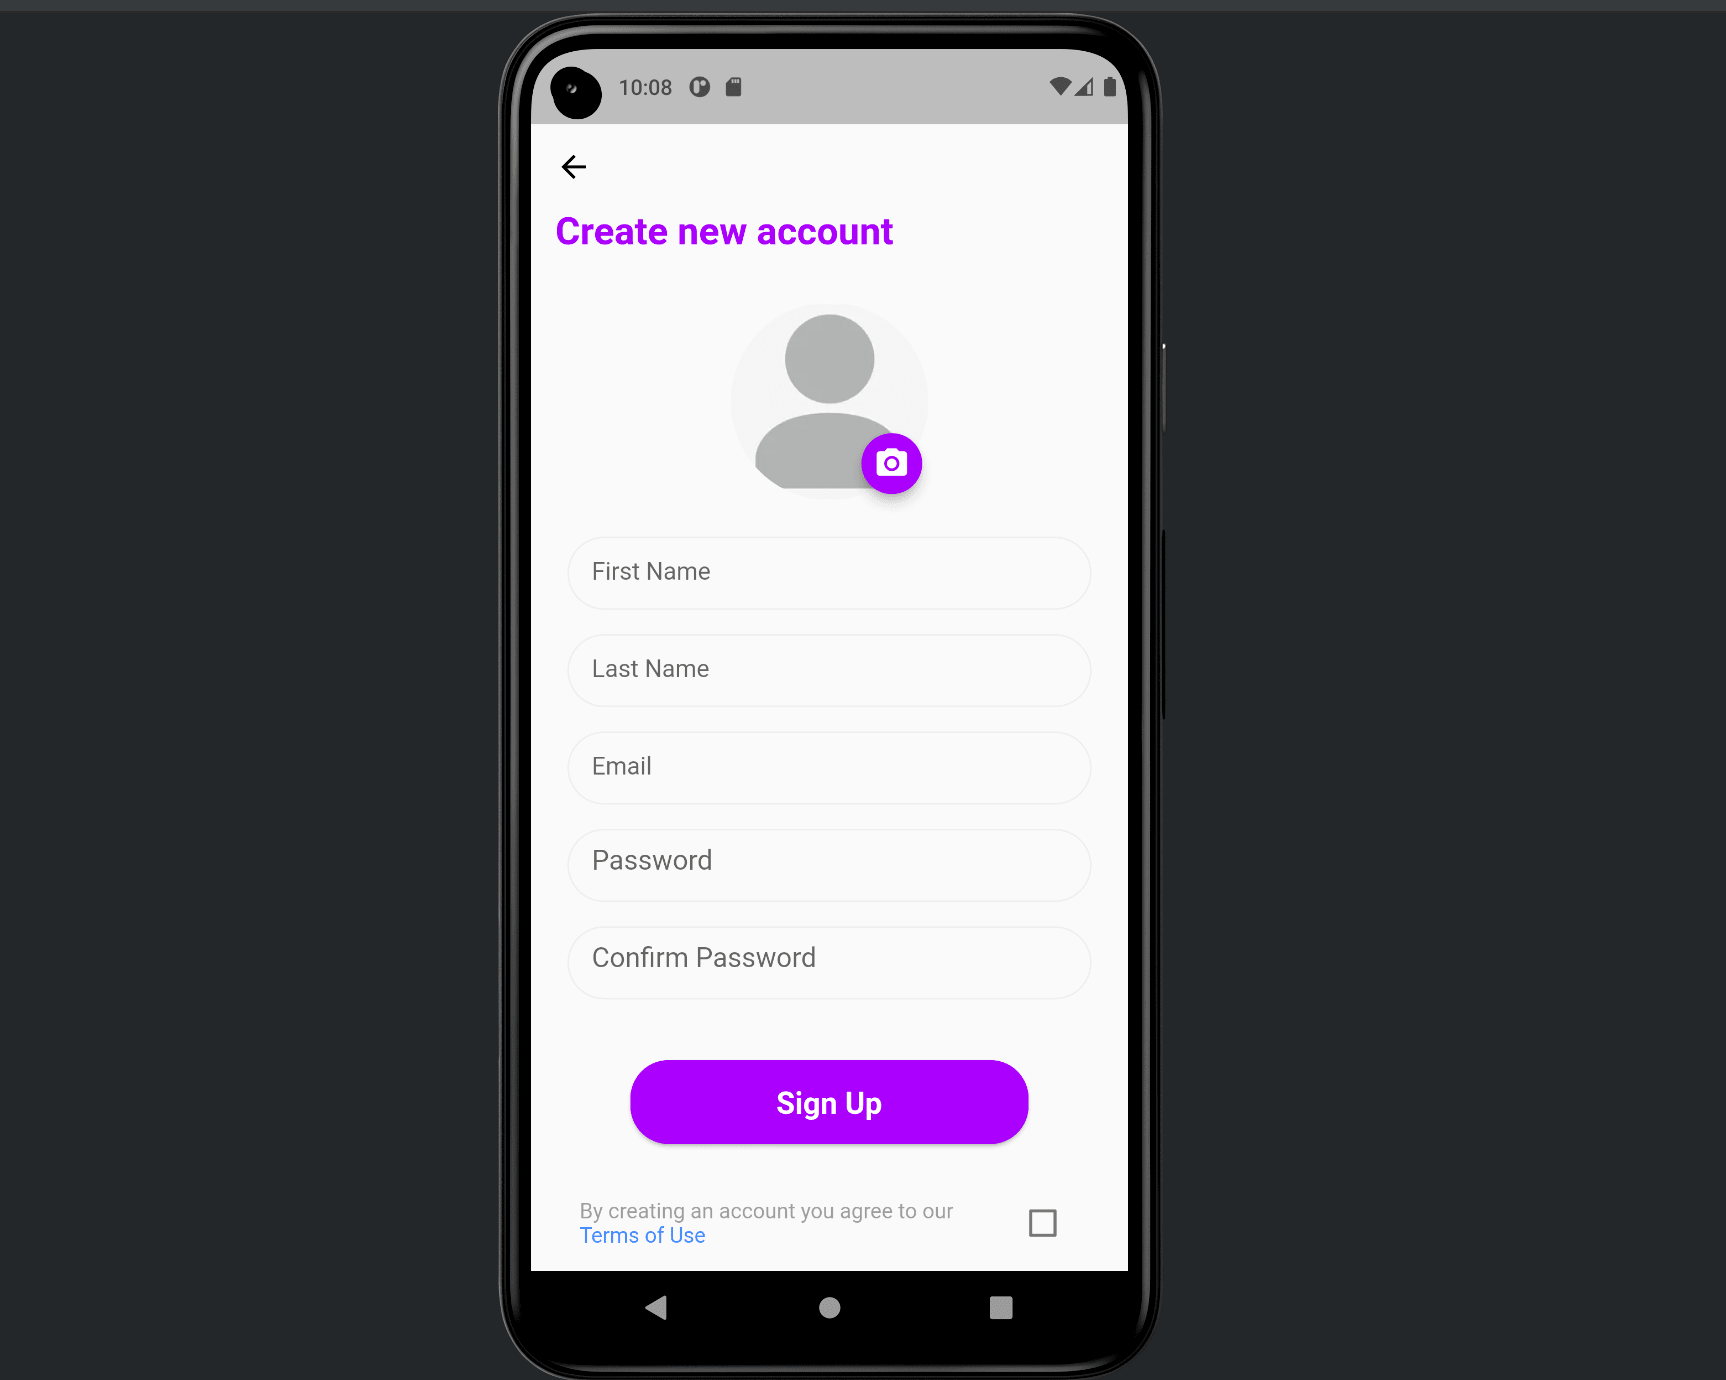 10:08
Create new account
First Name
Last Name
Email
Password
Confirm Password
Sign Up
By creating an account you agree to our
Terms of Use